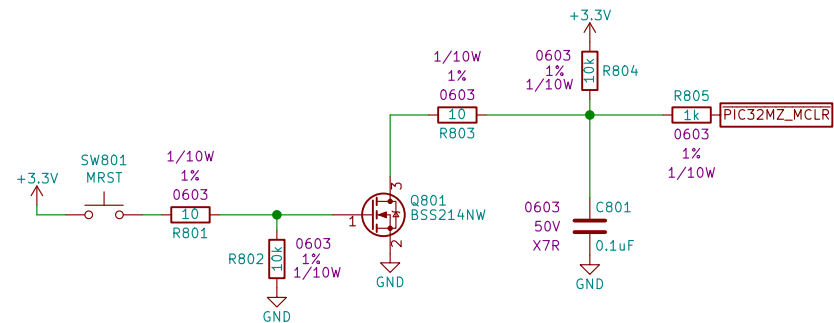 +3.3V
SW801
MRST
1/10W
1%
0603
10
R801
R802
10k
0603
1%
1/10W
GND
1
3
2
Q801
BSS214NW
GND
1/10W
1%
0603
10
R803
+3.3V
0603
1%
1/10W
10k
R804
R805
1k
0603
1%
1/10W
PIC32MZ_MCLR
0603
50V
X7R
C801
0.1uF
GND